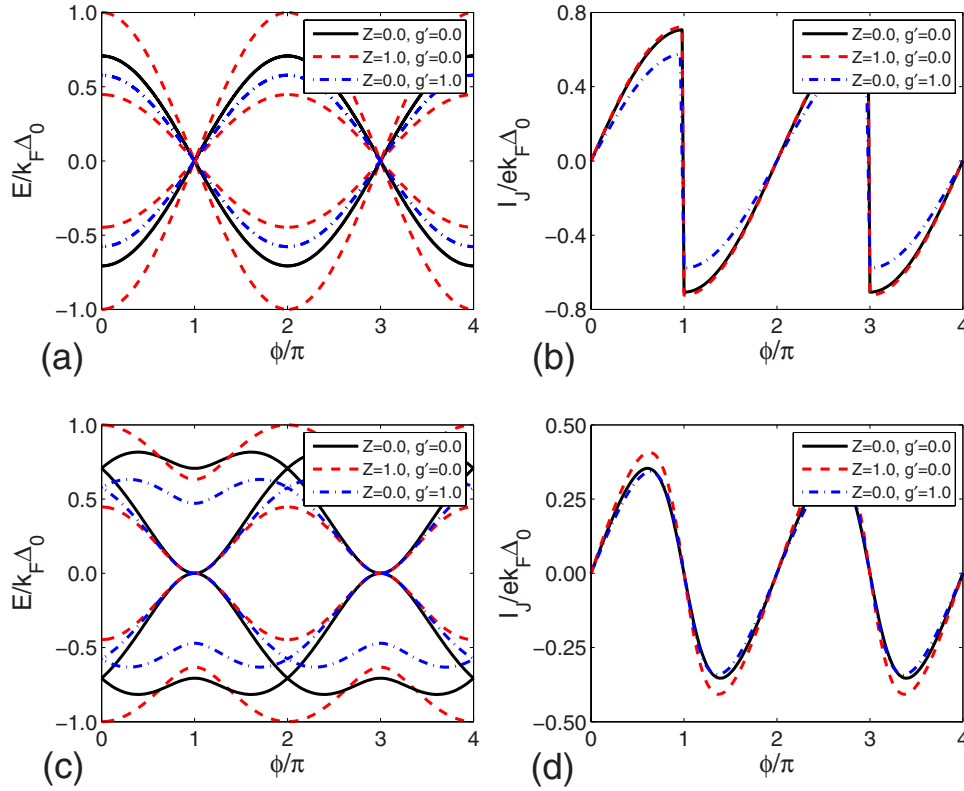 1.0
0.5
0.0
−0.5
−1.0
E/k_FΔ_0
0 1 2 3 4
ϕ/π
(a)
Z=0.0, g′=0.0
Z=1.0, g′=0.0
Z=0.0, g′=1.0
0.8
0.4
0.0
−0.4
−0.8
I_J/ek_FΔ_0
0 1 2 3 4
ϕ/π
(b)
Z=0.0, g′=0.0
Z=1.0, g′=0.0
Z=0.0, g′=1.0
1.0
0.5
0.0
−0.5
−1.0
E/k_FΔ_0
0 1 2 3 4
ϕ/π
(c)
Z=0.0, g′=0.0
Z=1.0, g′=0.0
Z=0.0, g′=1.0
0.50
0.25
0.00
−0.25
−0.50
I_J/ek_FΔ_0
0 1 2 3 4
ϕ/π
(d)
Z=0.0, g′=0.0
Z=1.0, g′=0.0
Z=0.0, g′=1.0